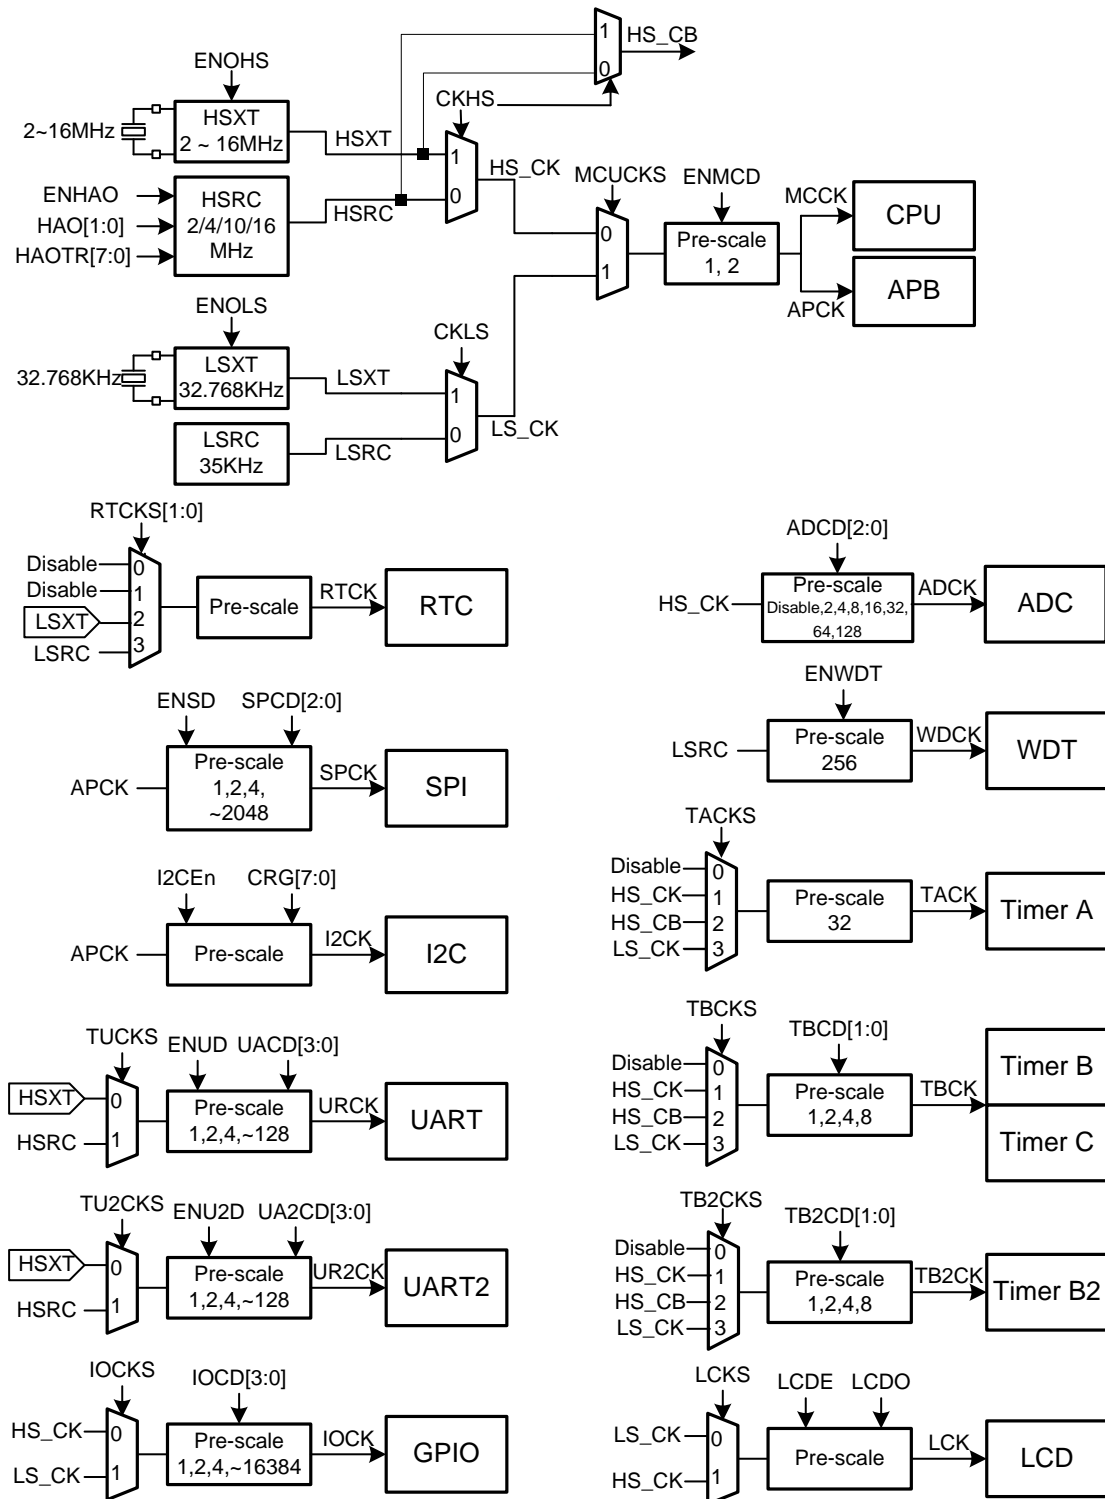 HS_CB
1
0
ENOHS
CKHS
2~16MHz
HSXT
2 ~ 16MHz
HSXT
1
0
HS_CK
MCUCKS
ENMCD
MCCK
CPU
ENHAO
HAO[1:0]
HAOTR[7:0]
HSRC
2/4/10/16
MHz
HSRC
0
1
Pre-scale
1, 2
APCK
APB
ENOLS
CKLS
32.768KHz
LSXT
32.768KHz
LSXT
1
0
LS_CK
LSRC
35KHz
LSRC
RTCKS[1:0]
Disable
Disable
LSXT
LSRC
0
1
2
3
Pre-scale
RTCK
RTC
ADCD[2:0]
HS_CK
Pre-scale
Disable,2,4,8,16,32,
64,128
ADCK
ADC
ENSD
SPCD[2:0]
APCK
Pre-scale
1,2,4,
~2048
SPCK
SPI
ENWDT
LSRC
Pre-scale
256
WDCK
WDT
I2CEn
CRG[7:0]
APCK
Pre-scale
I2CK
I2C
TACKS
Disable
HS_CK
HS_CB
LS_CK
0
1
2
3
Pre-scale
32
TACK
Timer A
TUCKS
ENUD
UACD[3:0]
HSXT
HSRC
0
1
Pre-scale
1,2,4,~128
URCK
UART
TBCKS
TBCD[1:0]
Disable
HS_CK
HS_CB
LS_CK
0
1
2
3
Pre-scale
1,2,4,8
TBCK
Timer B
Timer C
TU2CKS
ENU2D
UA2CD[3:0]
HSXT
HSRC
0
1
Pre-scale
1,2,4,~128
UR2CK
UART2
TB2CKS
TB2CD[1:0]
Disable
HS_CK
HS_CB
LS_CK
0
1
2
3
Pre-scale
1,2,4,8
TB2CK
Timer B2
IOCKS
IOCD[3:0]
HS_CK
LS_CK
0
1
Pre-scale
1,2,4,~16384
IOCK
GPIO
LCKS
LCDE
LCDO
LS_CK
HS_CK
0
1
Pre-scale
LCK
LCD